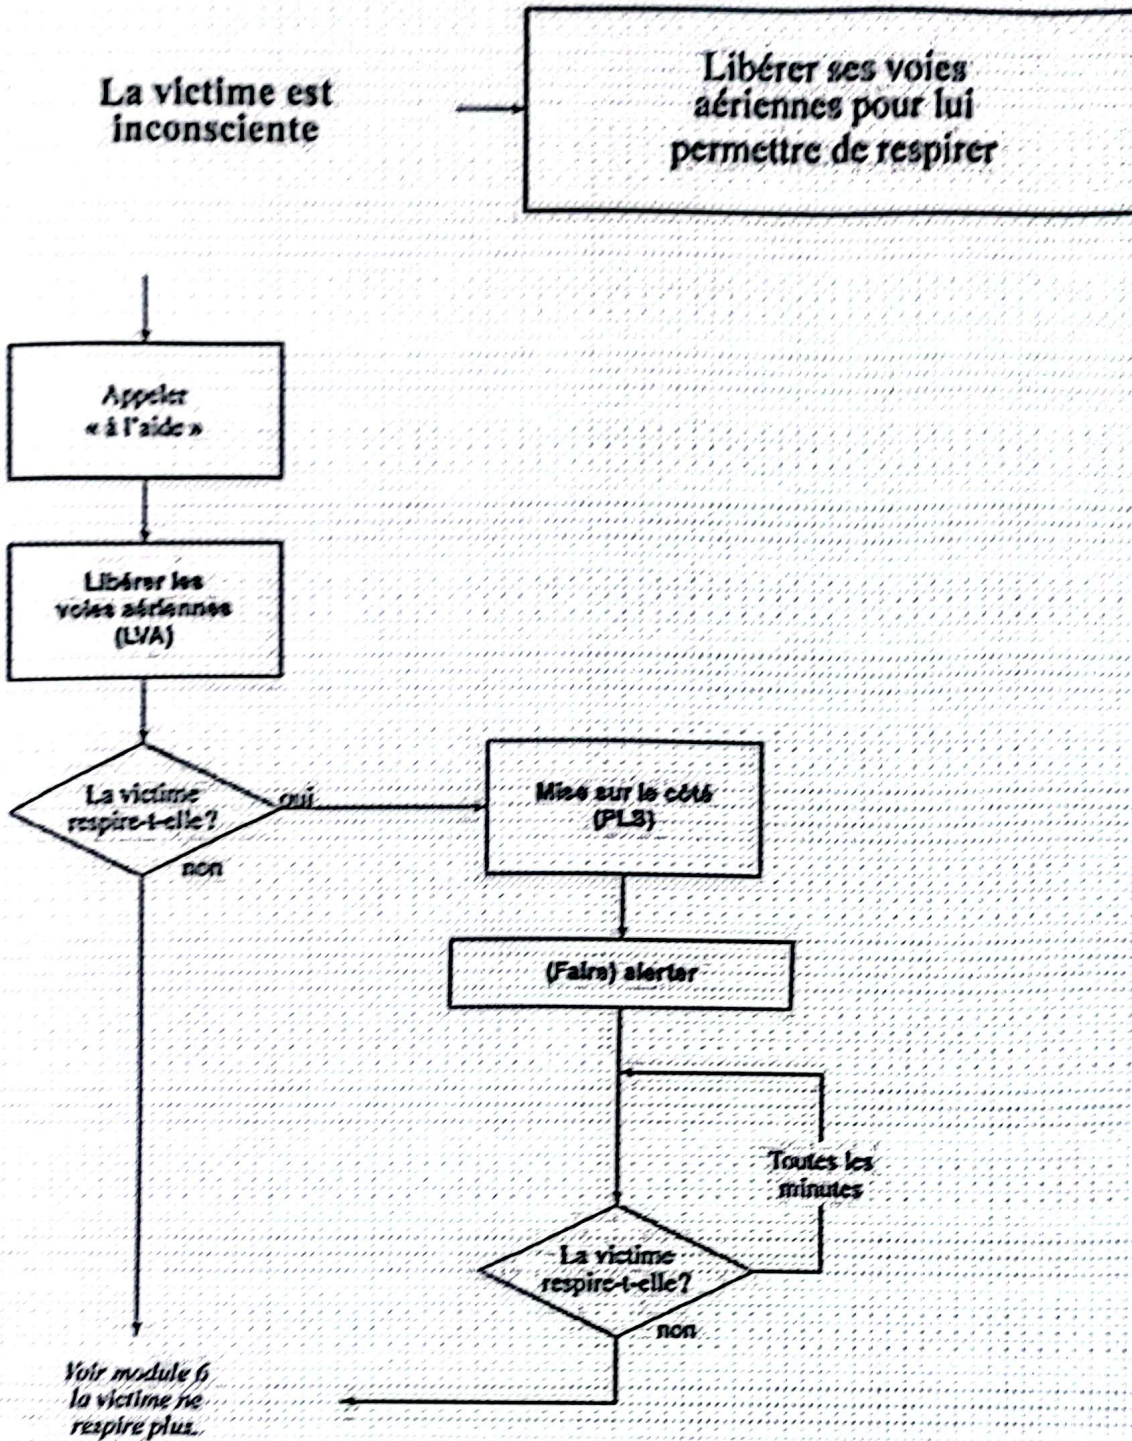 La victime est
inconsciente
Libérer ses voies
aériennes pour lui
permettre de respirer
Appeler
« à l'aide »
Libérer les
voies aériennes
(LVA)
La victime
respire-t-elle?
oui
non
Mise sur le côté
(PLS)
(Faire) alerter
Toutes les
minutes
La victime
respire-t-elle?
non
Voir module 6
la victime ne
respire plus..